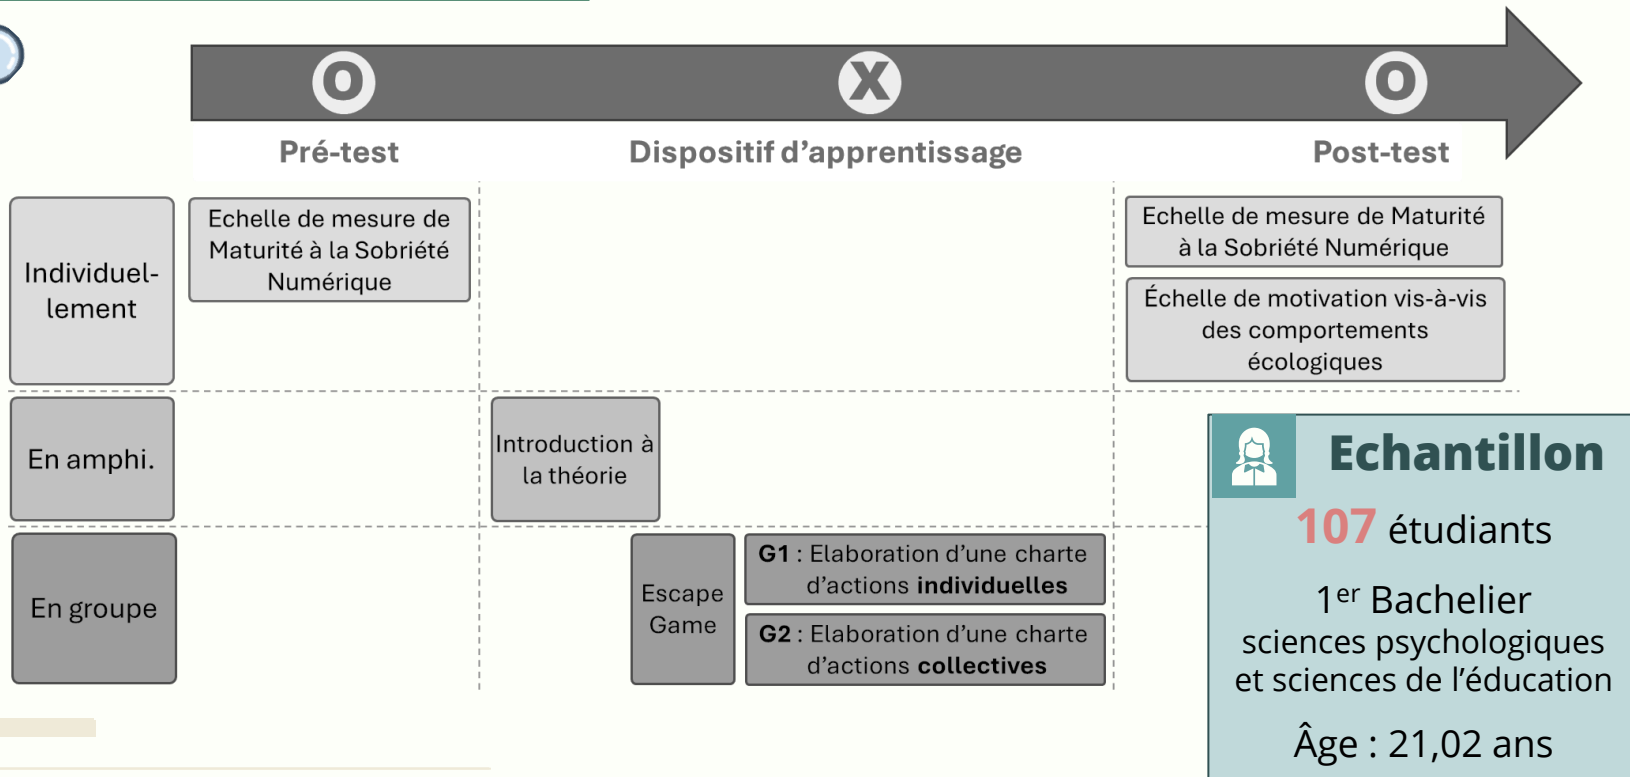 O
X
O
Pré-test
Dispositif d’apprentissage
Post-test
Individuel-
lement
Echelle de mesure de
Maturité à la Sobriété
Numérique
Echelle de mesure de Maturité
à la Sobriété Numérique
Échelle de motivation vis-à-vis
des comportements
écologiques
En amphi.
Introduction à
la théorie
En groupe
Escape
Game
G1 : Elaboration d’une charte
d’actions individuelles
G2 : Elaboration d’une charte
d’actions collectives
Echantillon
107 étudiants
1er Bachelier
sciences psychologiques
et sciences de l’éducation
Âge : 21,02 ans